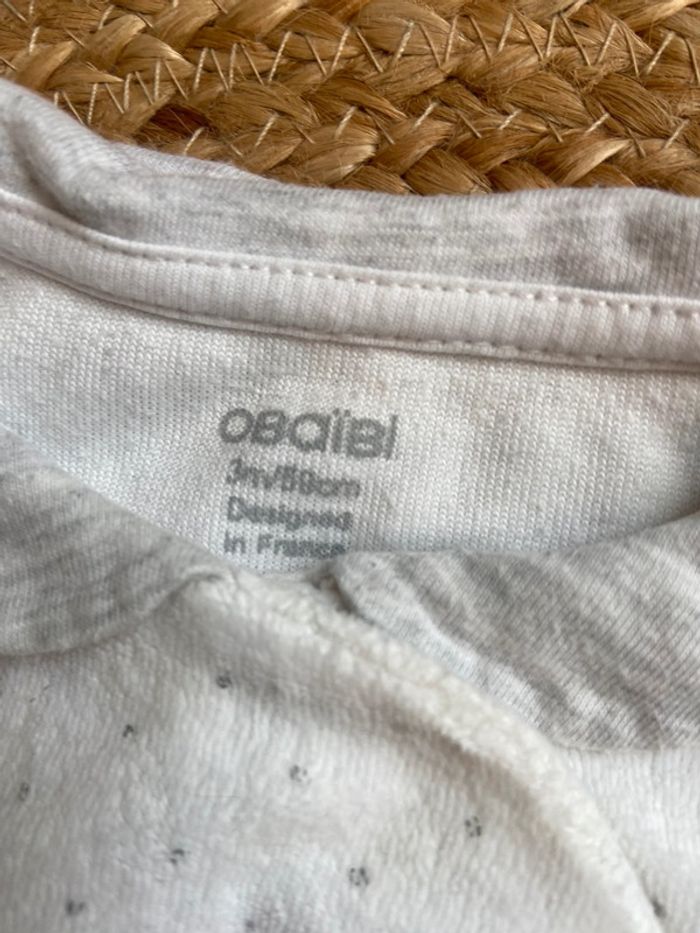 OBaïBI
3m/59cm
Designed
in France